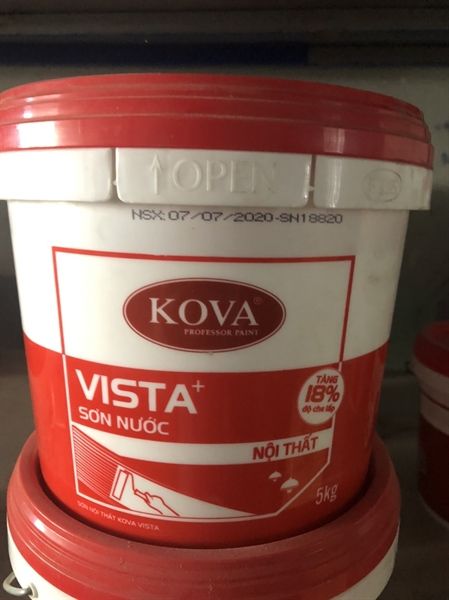 ↑OPEN
NSX: 07/07/2020-SN18820
KOVA®
PROFESSOR PAINT
VISTA+
SƠN NƯỚC
TĂNG
18%
độ che lấp
NỘI THẤT
5kg
SƠN NỘI THẤT KOVA VISTA